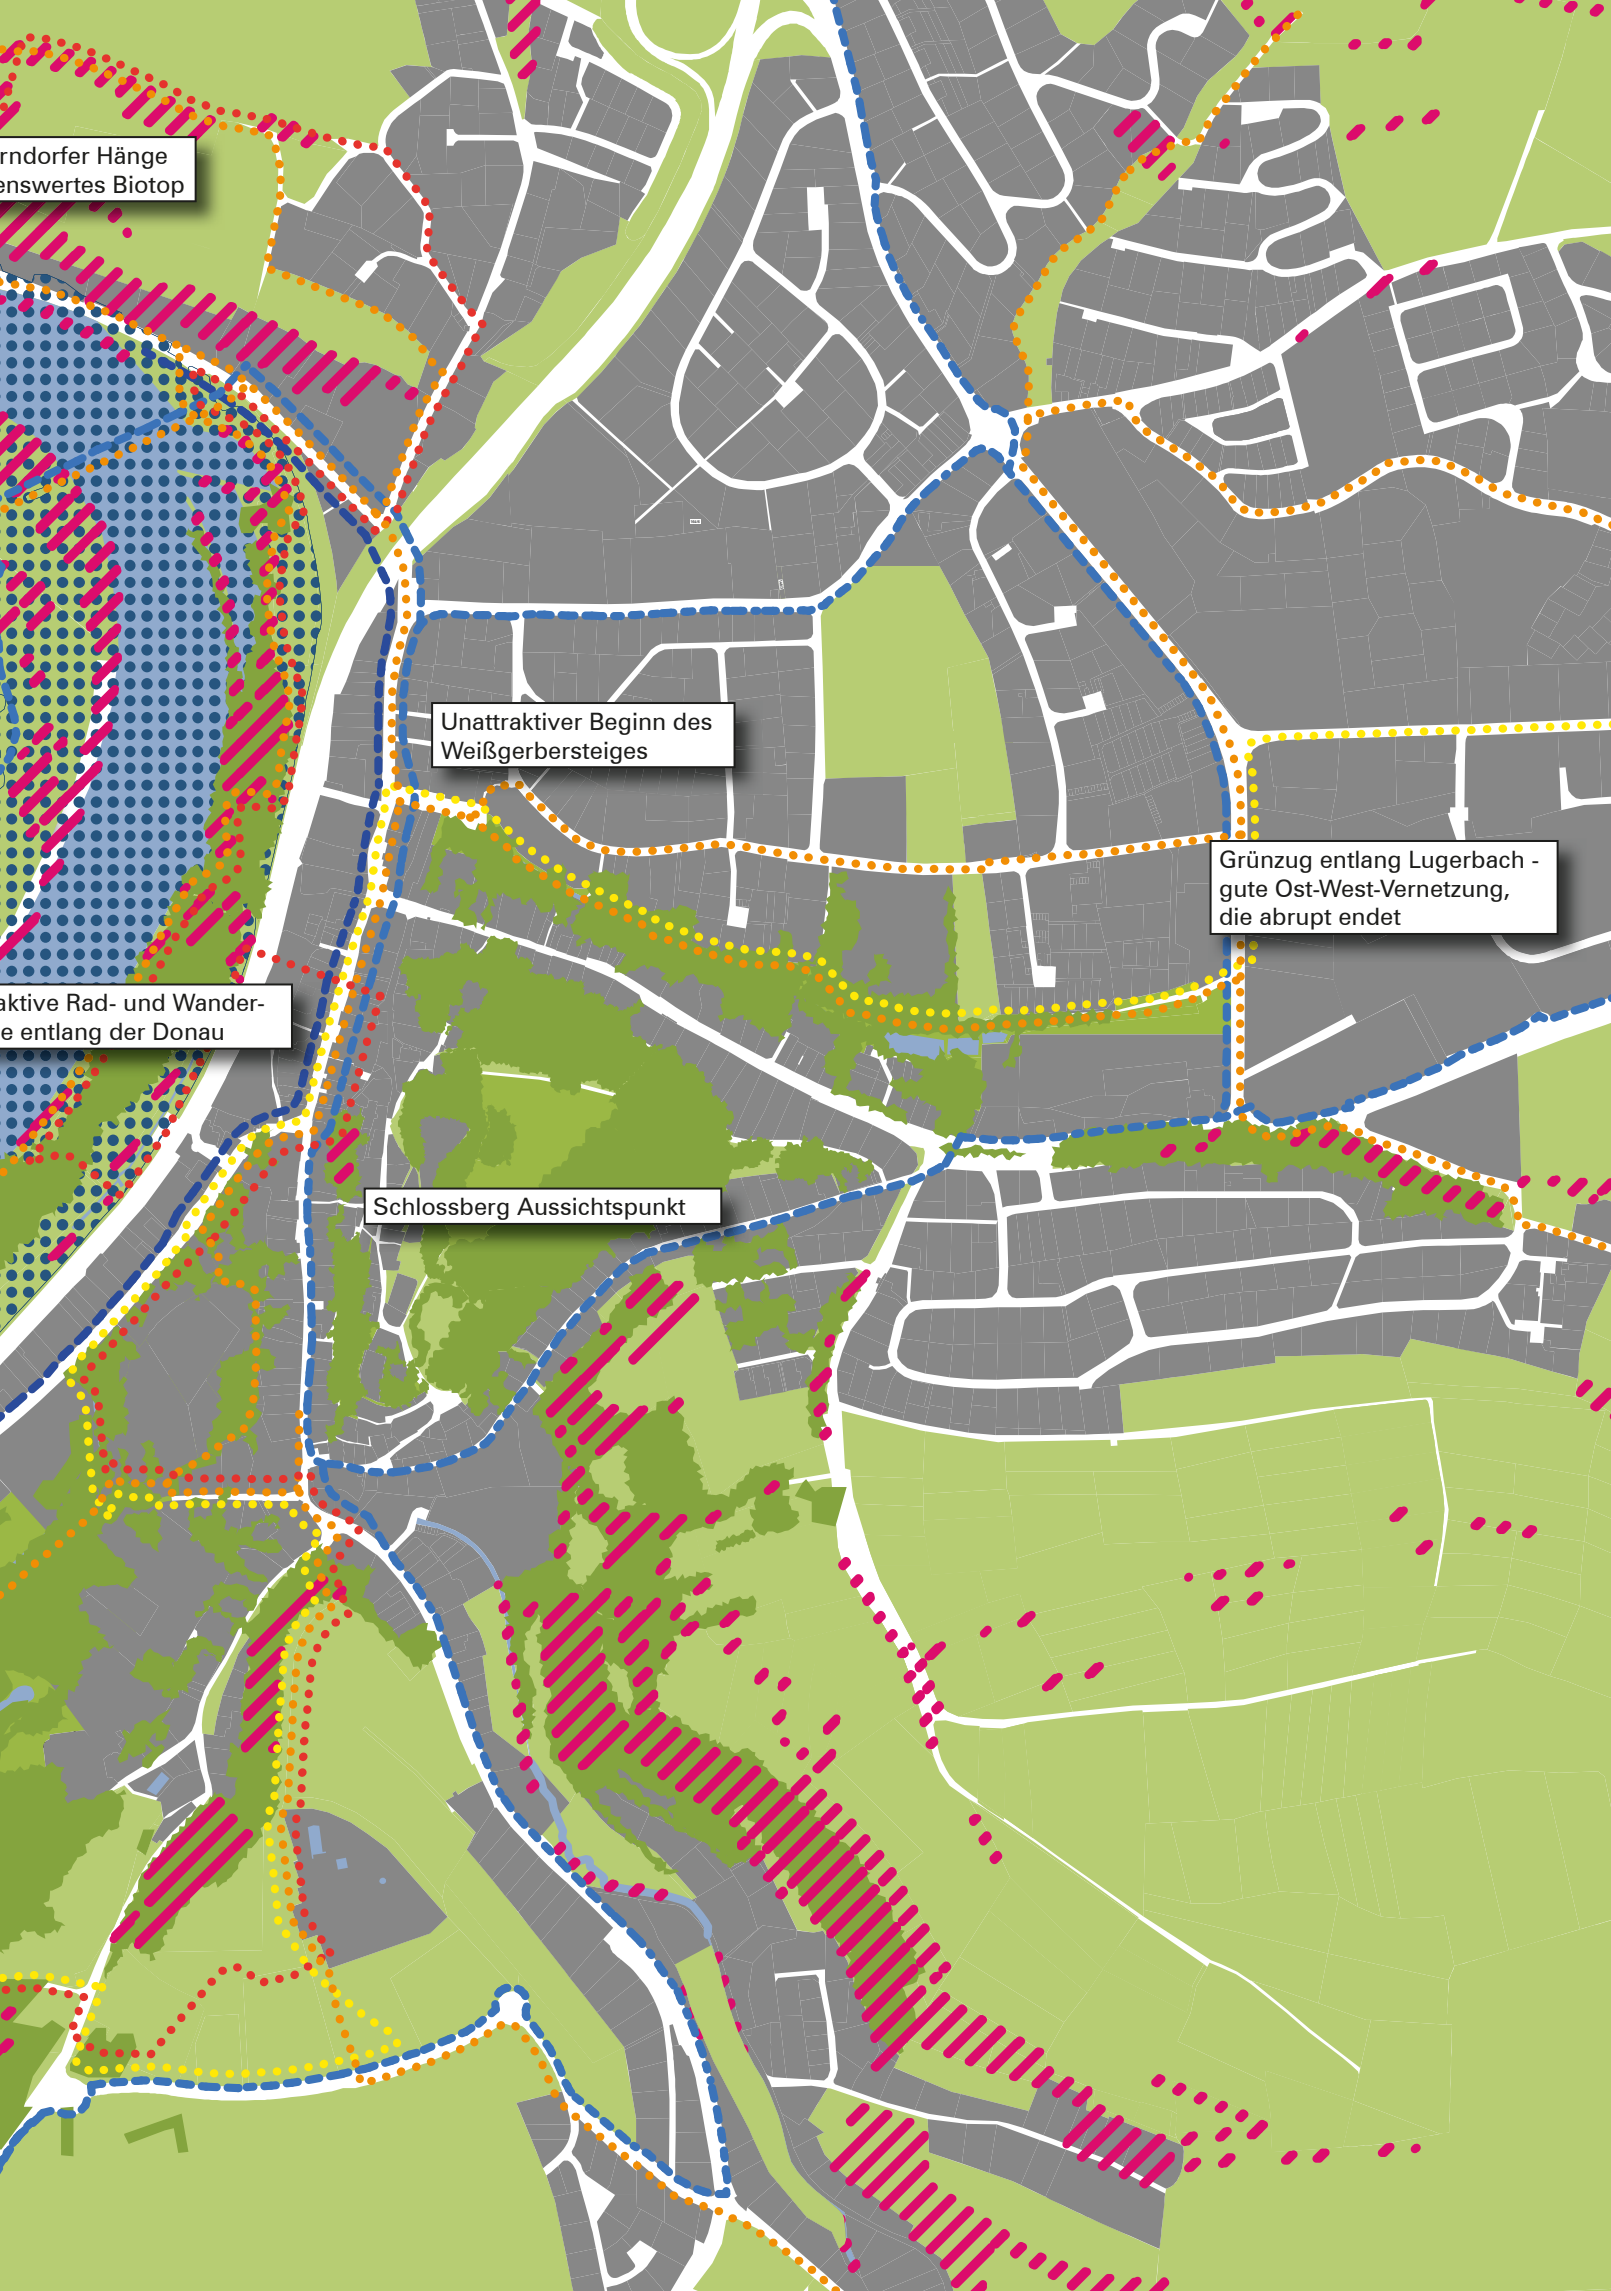 rndorfer Hänge
enswertes Biotop
Unattraktiver Beginn des
Weißgerbersteiges
Grünzug entlang Lugerbach -
gute Ost-West-Vernetzung,
die abrupt endet
aktive Rad- und Wander-
e entlang der Donau
Schlossberg Aussichtspunkt